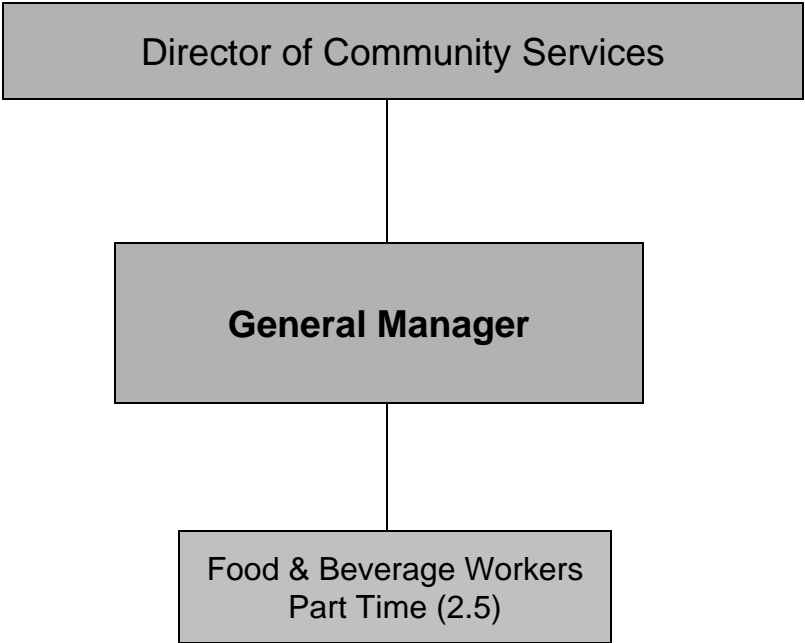 Director of Community Services
General Manager
Food & Beverage Workers
Part Time (2.5)